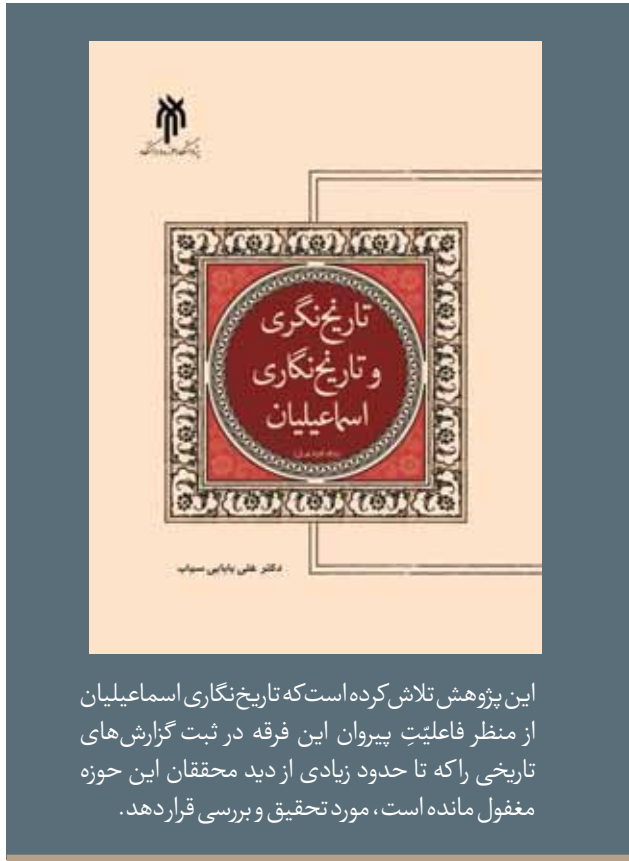 تاریخ‌نگری
و تاریخ‌نگاری
اسماعیلیان
دکتر علی بابایی سیاب
این پژوهش تلاش کرده است که تاریخ‌نگاری اسماعیلیان
از منظر فاعلیّتِ پیروان این فرقه در ثبت گزارش‌های
تاریخی را که تا حدود زیادی از دید محققان این حوزه
مغفول مانده است، مورد تحقیق و بررسی قرار دهد.